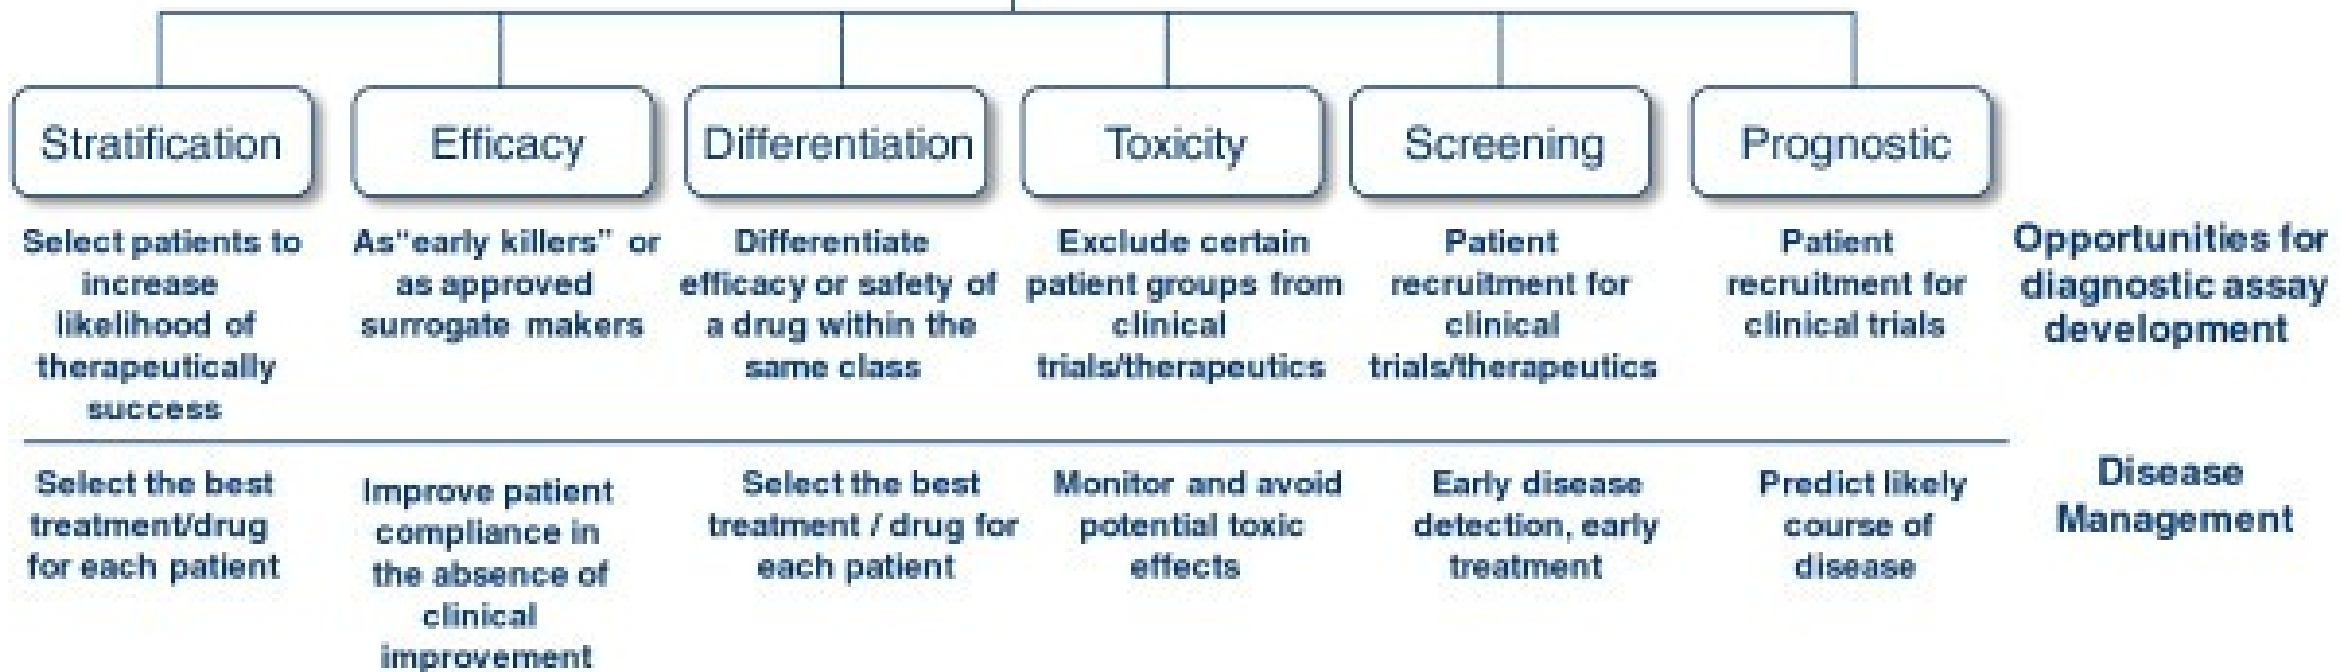 Stratification
Efficacy
Differentiation
Toxicity
Screening
Prognostic
Select patients to
increase
likelihood of
therapeutically
success
As“early killers” or
as approved
surrogate makers
Differentiate
efficacy or safety of
a drug within the
same class
Exclude certain
patient groups from
clinical
trials/therapeutics
Patient
recruitment for
clinical
trials/therapeutics
Patient
recruitment for
clinical trials
Opportunities for
diagnostic assay
development
Select the best
treatment/drug
for each patient
Improve patient
compliance in
the absence of
clinical
improvement
Select the best
treatment / drug for
each patient
Monitor and avoid
potential toxic
effects
Early disease
detection, early
treatment
Predict likely
course of
disease
Disease
Management